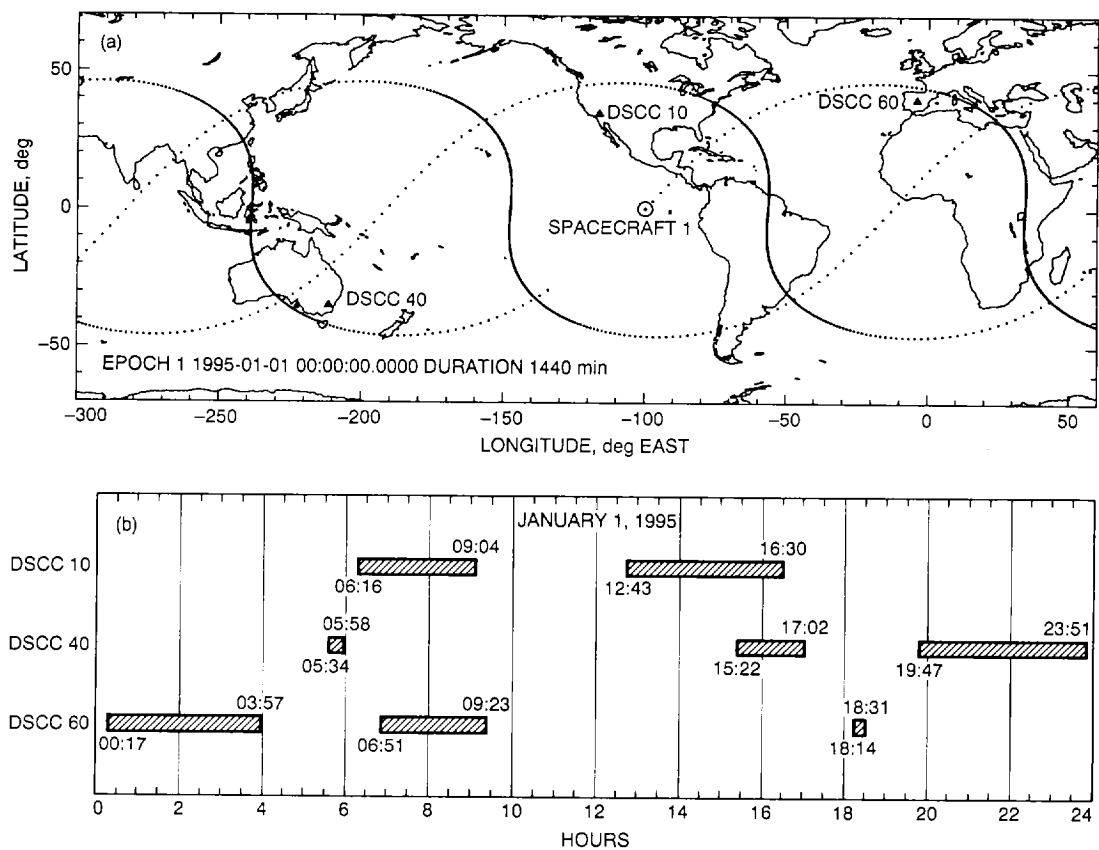 (a)
50
0
−50
LATITUDE, deg
DSCC 10
DSCC 60
SPACECRAFT 1
DSCC 40
EPOCH 1 1995-01-01 00:00:00.0000 DURATION 1440 min
−300 −250 −200 −150 −100 −50 0 50
LONGITUDE, deg EAST
(b)
JANUARY 1, 1995
DSCC 10
09:04
06:16
16:30
12:43
DSCC 40
05:58
05:34
17:02
15:22
23:51
19:47
DSCC 60
03:57
00:17
09:23
06:51
18:31
18:14
0 2 4 6 8 10 12 14 16 18 20 22 24
HOURS